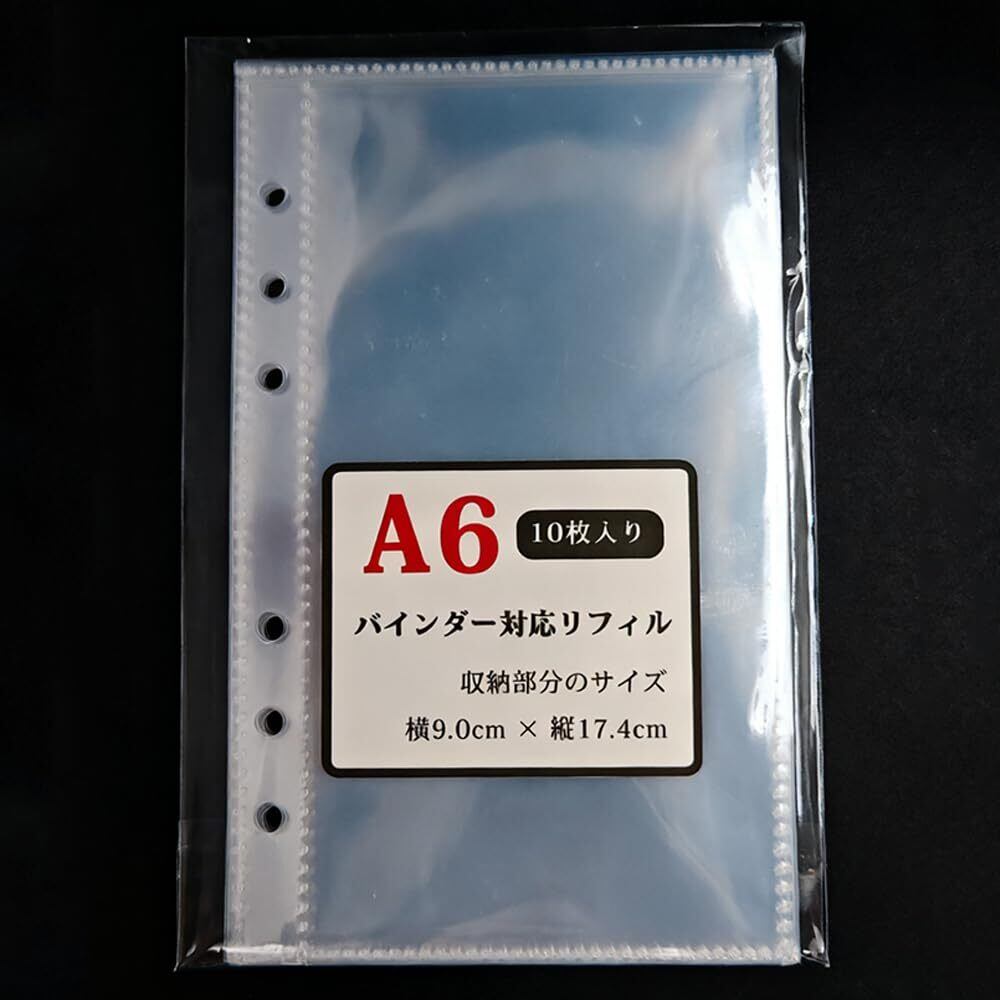 A6 10枚入り
バインダー対応リフィル
収納部分のサイズ
横9.0cm × 縦17.4cm